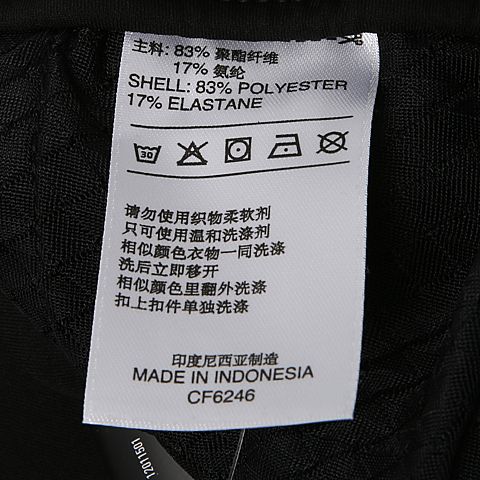 主料: 83% 聚酯纤维
17% 氨纶
SHELL: 83% POLYESTER
17% ELASTANE
30
请勿使用织物柔软剂
只可使用温和洗涤剂
相似颜色衣物一同洗涤
洗后立即移开
相似颜色里翻外洗涤
扣上扣件单独洗涤
印度尼西亚制造
MADE IN INDONESIA
CF6246
12011501